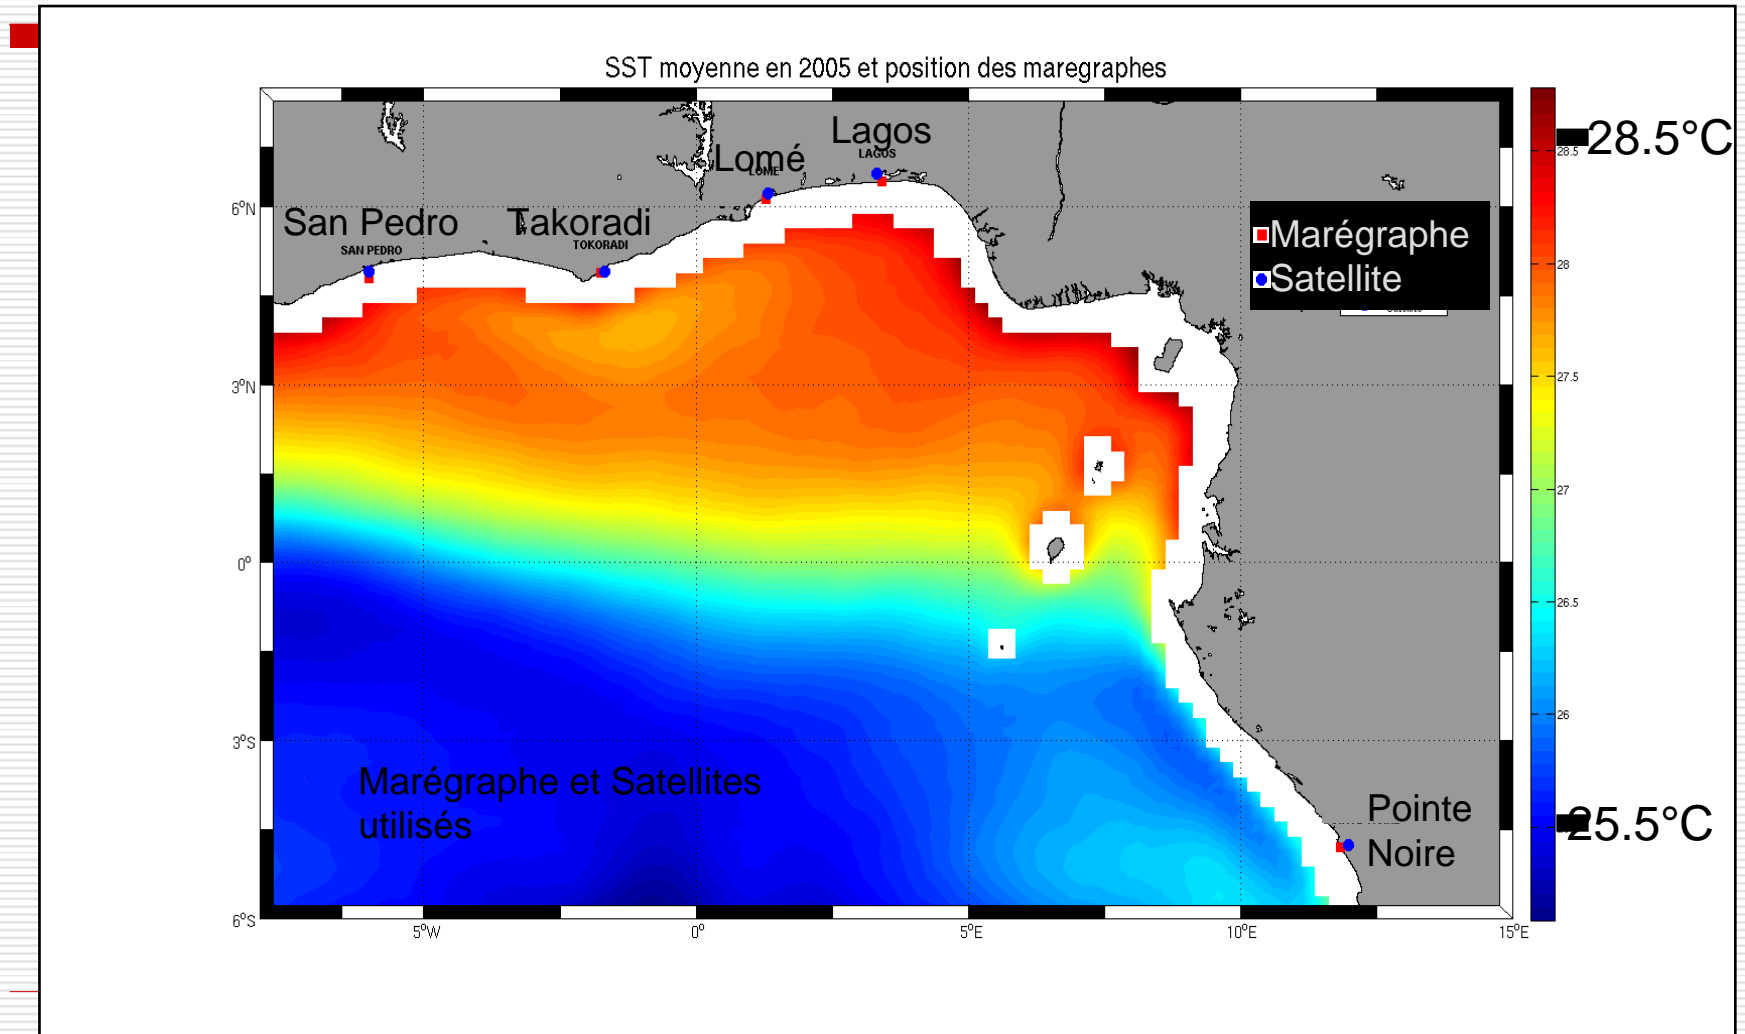 SST moyenne en 2005 et position des maregraphes
Lagos
LAGOS
Lomé
LOME
San Pedro
SAN PEDRO
Takoradi
TOKORADI
Marégraphe
Satellite
28.5°C
28.5
28
27.5
27
26.5
26
25.5°C
6°N
3°N
0°
3°S
6°S
Marégraphe et Satellites
utilisés
Pointe
Noire
5°W
0°
5°E
10°E
15°E